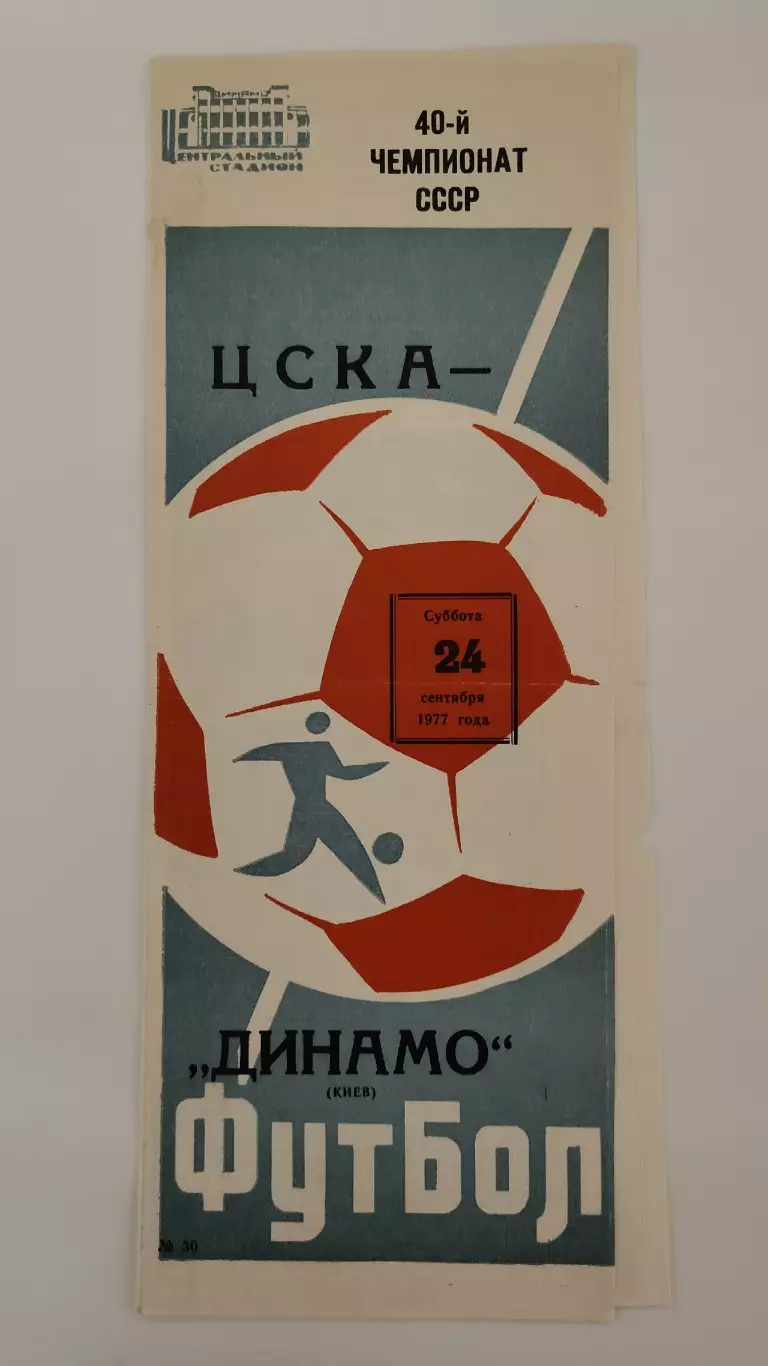 ДИНАМО
ЦЕНТРАЛЬНЫЙ
СТАДИОН
40-й
ЧЕМПИОНАТ
СССР
ЦСКА—
Суббота
24
сентября
1977 года
„ДИНАМО“
(КИЕВ)
Футбол
№ 30